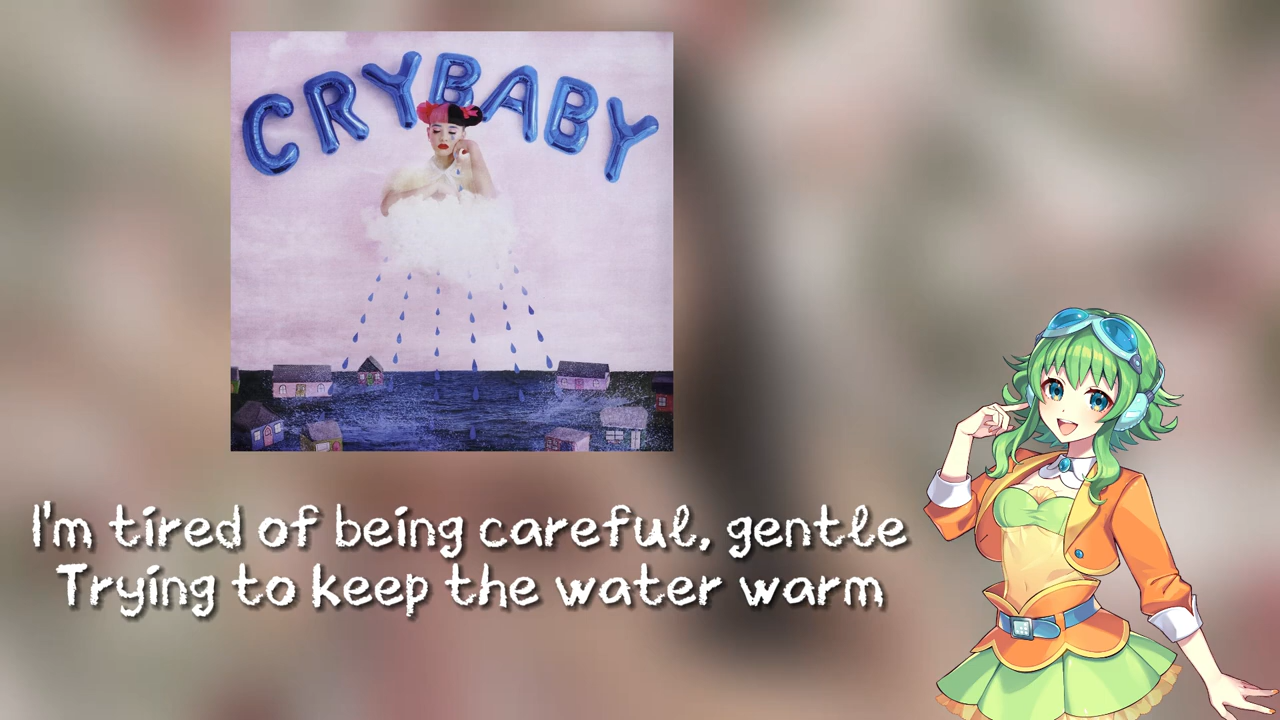 CRYBABY
I'm tired of being careful, gentle
Trying to keep the water warm